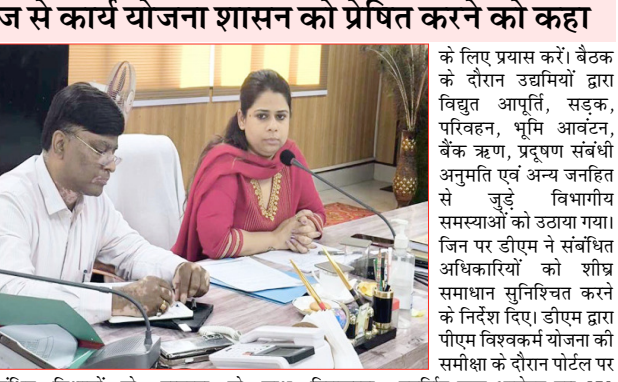 से कार्य योजना शासन को प्रेषित करने को कहा
के लिए प्रयास करें। बैठक
के दौरान उद्यमियों द्वारा
विद्युत आपूर्ति, सड़क,
परिवहन, भूमि आवंटन,
बैंक ऋण, प्रदूषण संबंधी
अनुमति एवं अन्य जनहित
से जुड़े विभागीय
समस्याओं को उठाया गया।
जिन पर डीएम ने संबंधित
अधिकारियों को शीघ्र
समाधान सुनिश्चित करने
के निर्देश दिए। डीएम द्वारा
पीएम विश्वकर्म योजना की
समीक्षा के दौरान पोर्टल पर